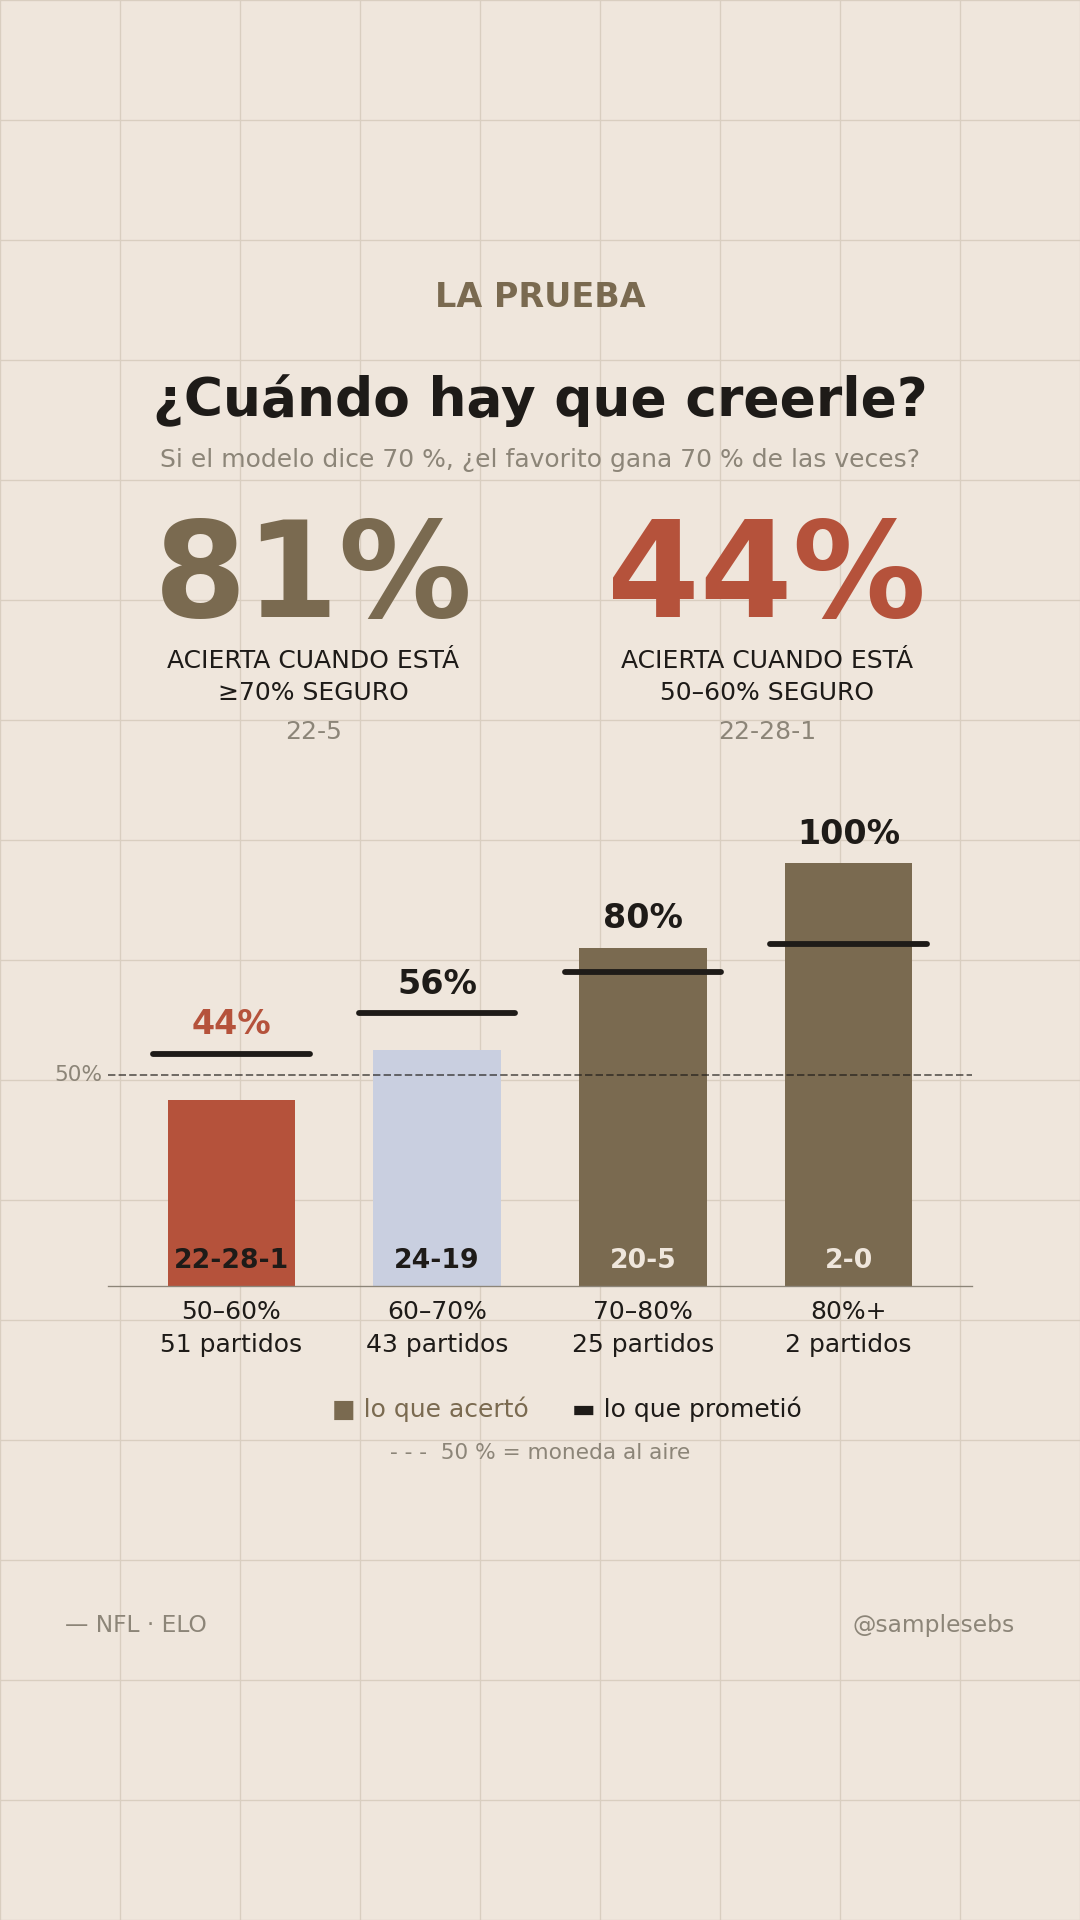 LA PRUEBA
¿Cuándo hay que creerle?
Si el modelo dice 70 %, ¿el favorito gana 70 % de las veces?
81%
44%
ACIERTA CUANDO ESTÁ
≥70% SEGURO
22-5
ACIERTA CUANDO ESTÁ
50–60% SEGURO
22-28-1
44%
56%
80%
100%
50%
22-28-1
24-19
20-5
2-0
50–60%
51 partidos
60–70%
43 partidos
70–80%
25 partidos
80%+
2 partidos
lo que acertó
lo que prometió
- - - 50 % = moneda al aire
— NFL · ELO
@samplesebs